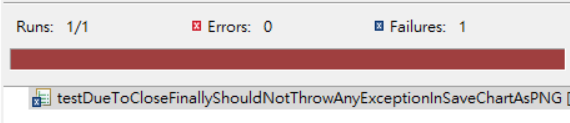 Runs: 1/1 Errors: 0 Failures: 1
testDueToCloseFinallyShouldNotThrowAnyExceptionInSaveChartAsPNG [